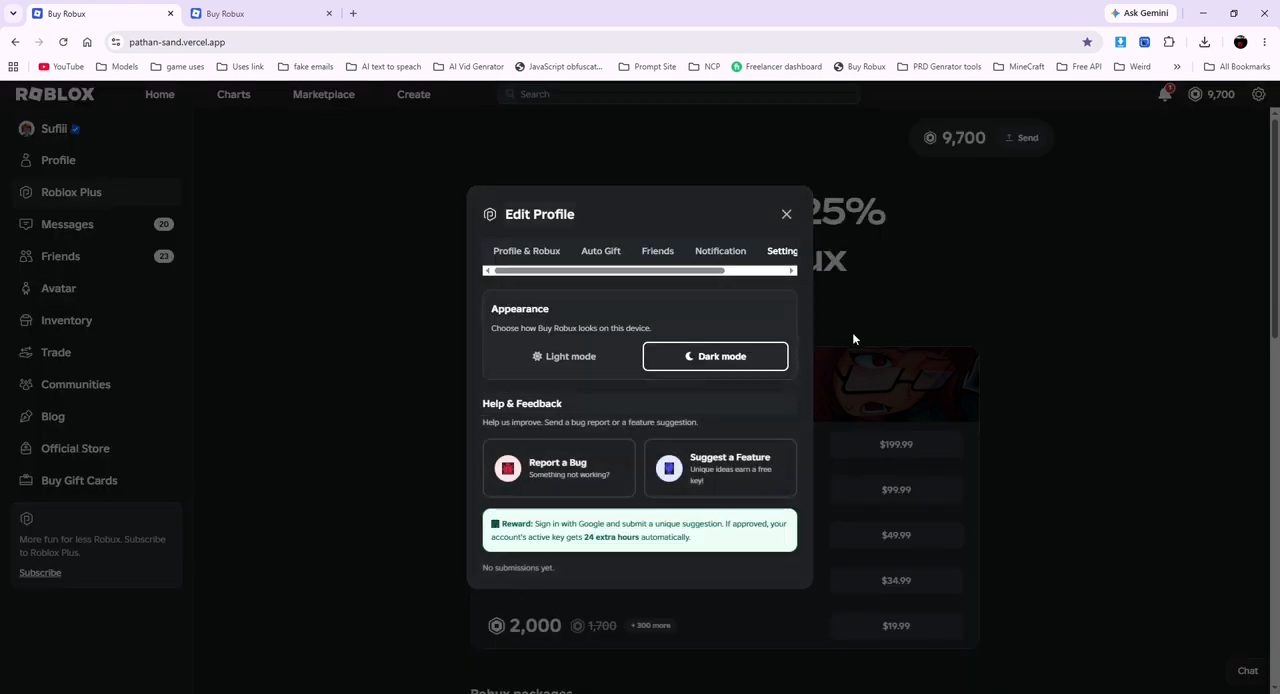 Buy Robux
Buy Robux
Ask Gemini
pathan-sand.vercel.app
YouTube
Models
game uses
Uses link
fake emails
AI text to speach
AI Vid Genrator
JavaScript obfuscat...
Prompt Site
NCP
Freelancer dashboard
Buy Robux
PRD Genrator tools
MineCraft
Free API
Weird
All Bookmarks
ROBLOX
Home
Charts
Marketplace
Create
Search
1
9,700
Sufiii
Profile
Roblox Plus
Messages 20
Friends 23
Avatar
Inventory
Trade
Communities
Blog
Official Store
Buy Gift Cards
More fun for less Robux. Subscribe
to Roblox Plus.
Subscribe
9,700
Send
25%
ux
Edit Profile
Profile & Robux
Auto Gift
Friends
Notification
Setting
Appearance
Choose how Buy Robux looks on this device.
Light mode
Dark mode
Help & Feedback
Help us improve. Send a bug report or a feature suggestion.
Report a Bug
Something not working?
Suggest a Feature
Unique ideas earn a free
key!
Reward: Sign in with Google and submit a unique suggestion. If approved, your
account's active key gets 24 extra hours automatically.
No submissions yet.
$199.99
$99.99
$49.99
$34.99
2,000 1,700 + 300 more
$19.99
Robux packages
Chat